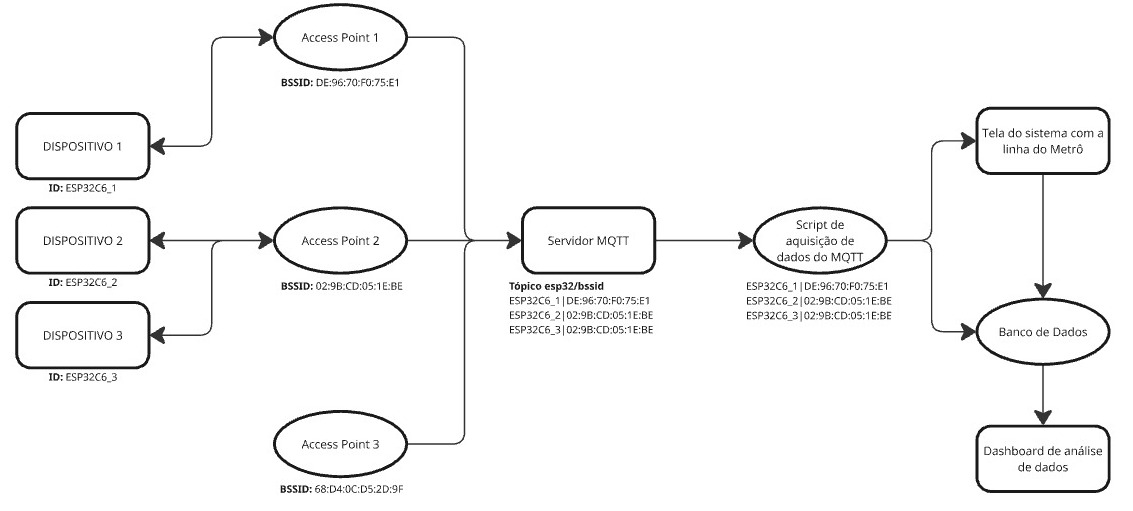 Access Point 1
BSSID: DE:96:70:F0:75:E1
DISPOSITIVO 1
ID: ESP32C6_1
DISPOSITIVO 2
ID: ESP32C6_2
DISPOSITIVO 3
ID: ESP32C6_3
Access Point 2
BSSID: 02:9B:CD:05:1E:BE
Access Point 3
BSSID: 68:D4:0C:D5:2D:9F
Servidor MQTT
Tópico esp32/bssid
ESP32C6_1|DE:96:70:F0:75:E1
ESP32C6_2|02:9B:CD:05:1E:BE
ESP32C6_3|02:9B:CD:05:1E:BE
Script de
aquisição de
dados do MQTT
ESP32C6_1|DE:96:70:F0:75:E1
ESP32C6_2|02:9B:CD:05:1E:BE
ESP32C6_3|02:9B:CD:05:1E:BE
Tela do sistema com a
linha do Metrô
Banco de Dados
Dashboard de análise
de dados